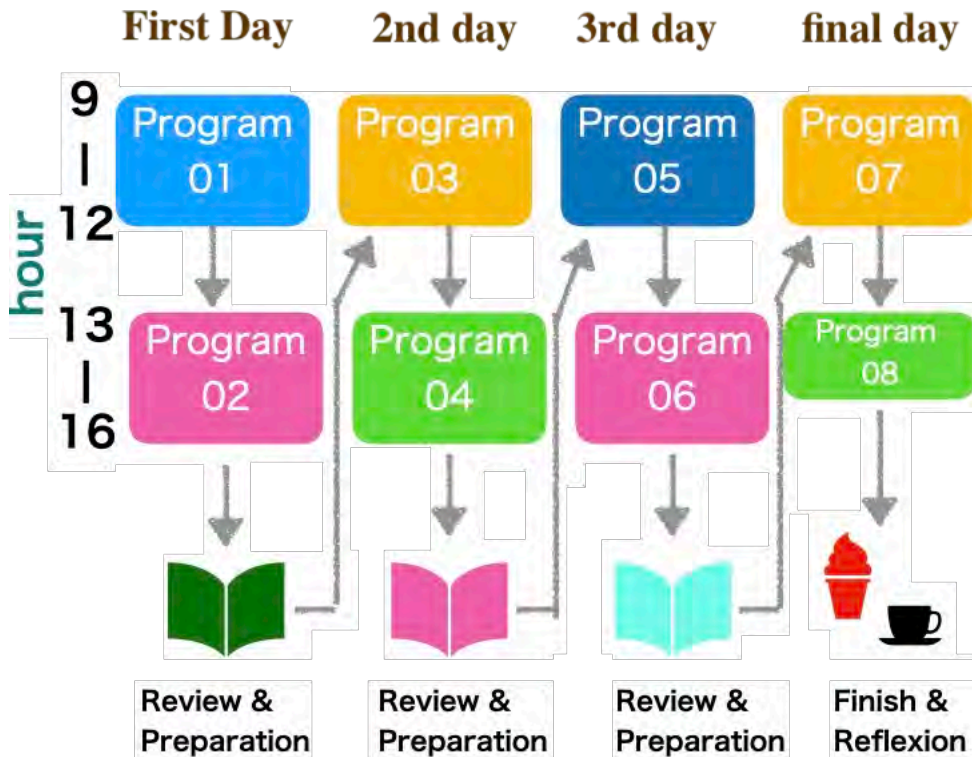 First Day
2nd day
3rd day
final day
hour
9
|
12
13
|
16
Program
01
Program
03
Program
05
Program
07
Program
02
Program
04
Program
06
Program
08
Review &
Preparation
Review &
Preparation
Review &
Preparation
Finish &
Reflexion